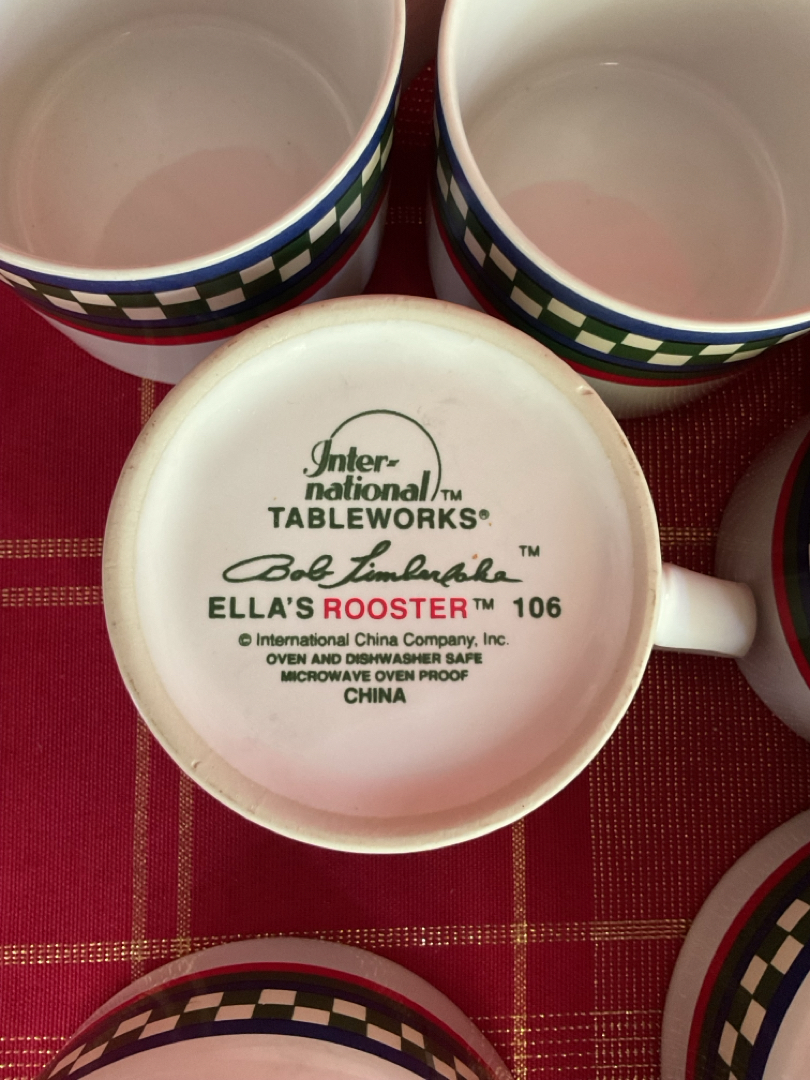 Inter-
national™
TABLEWORKS®
Bob Timberlake™
ELLA'S ROOSTER™ 106
© International China Company, Inc.
OVEN AND DISHWASHER SAFE
MICROWAVE OVEN PROOF
CHINA